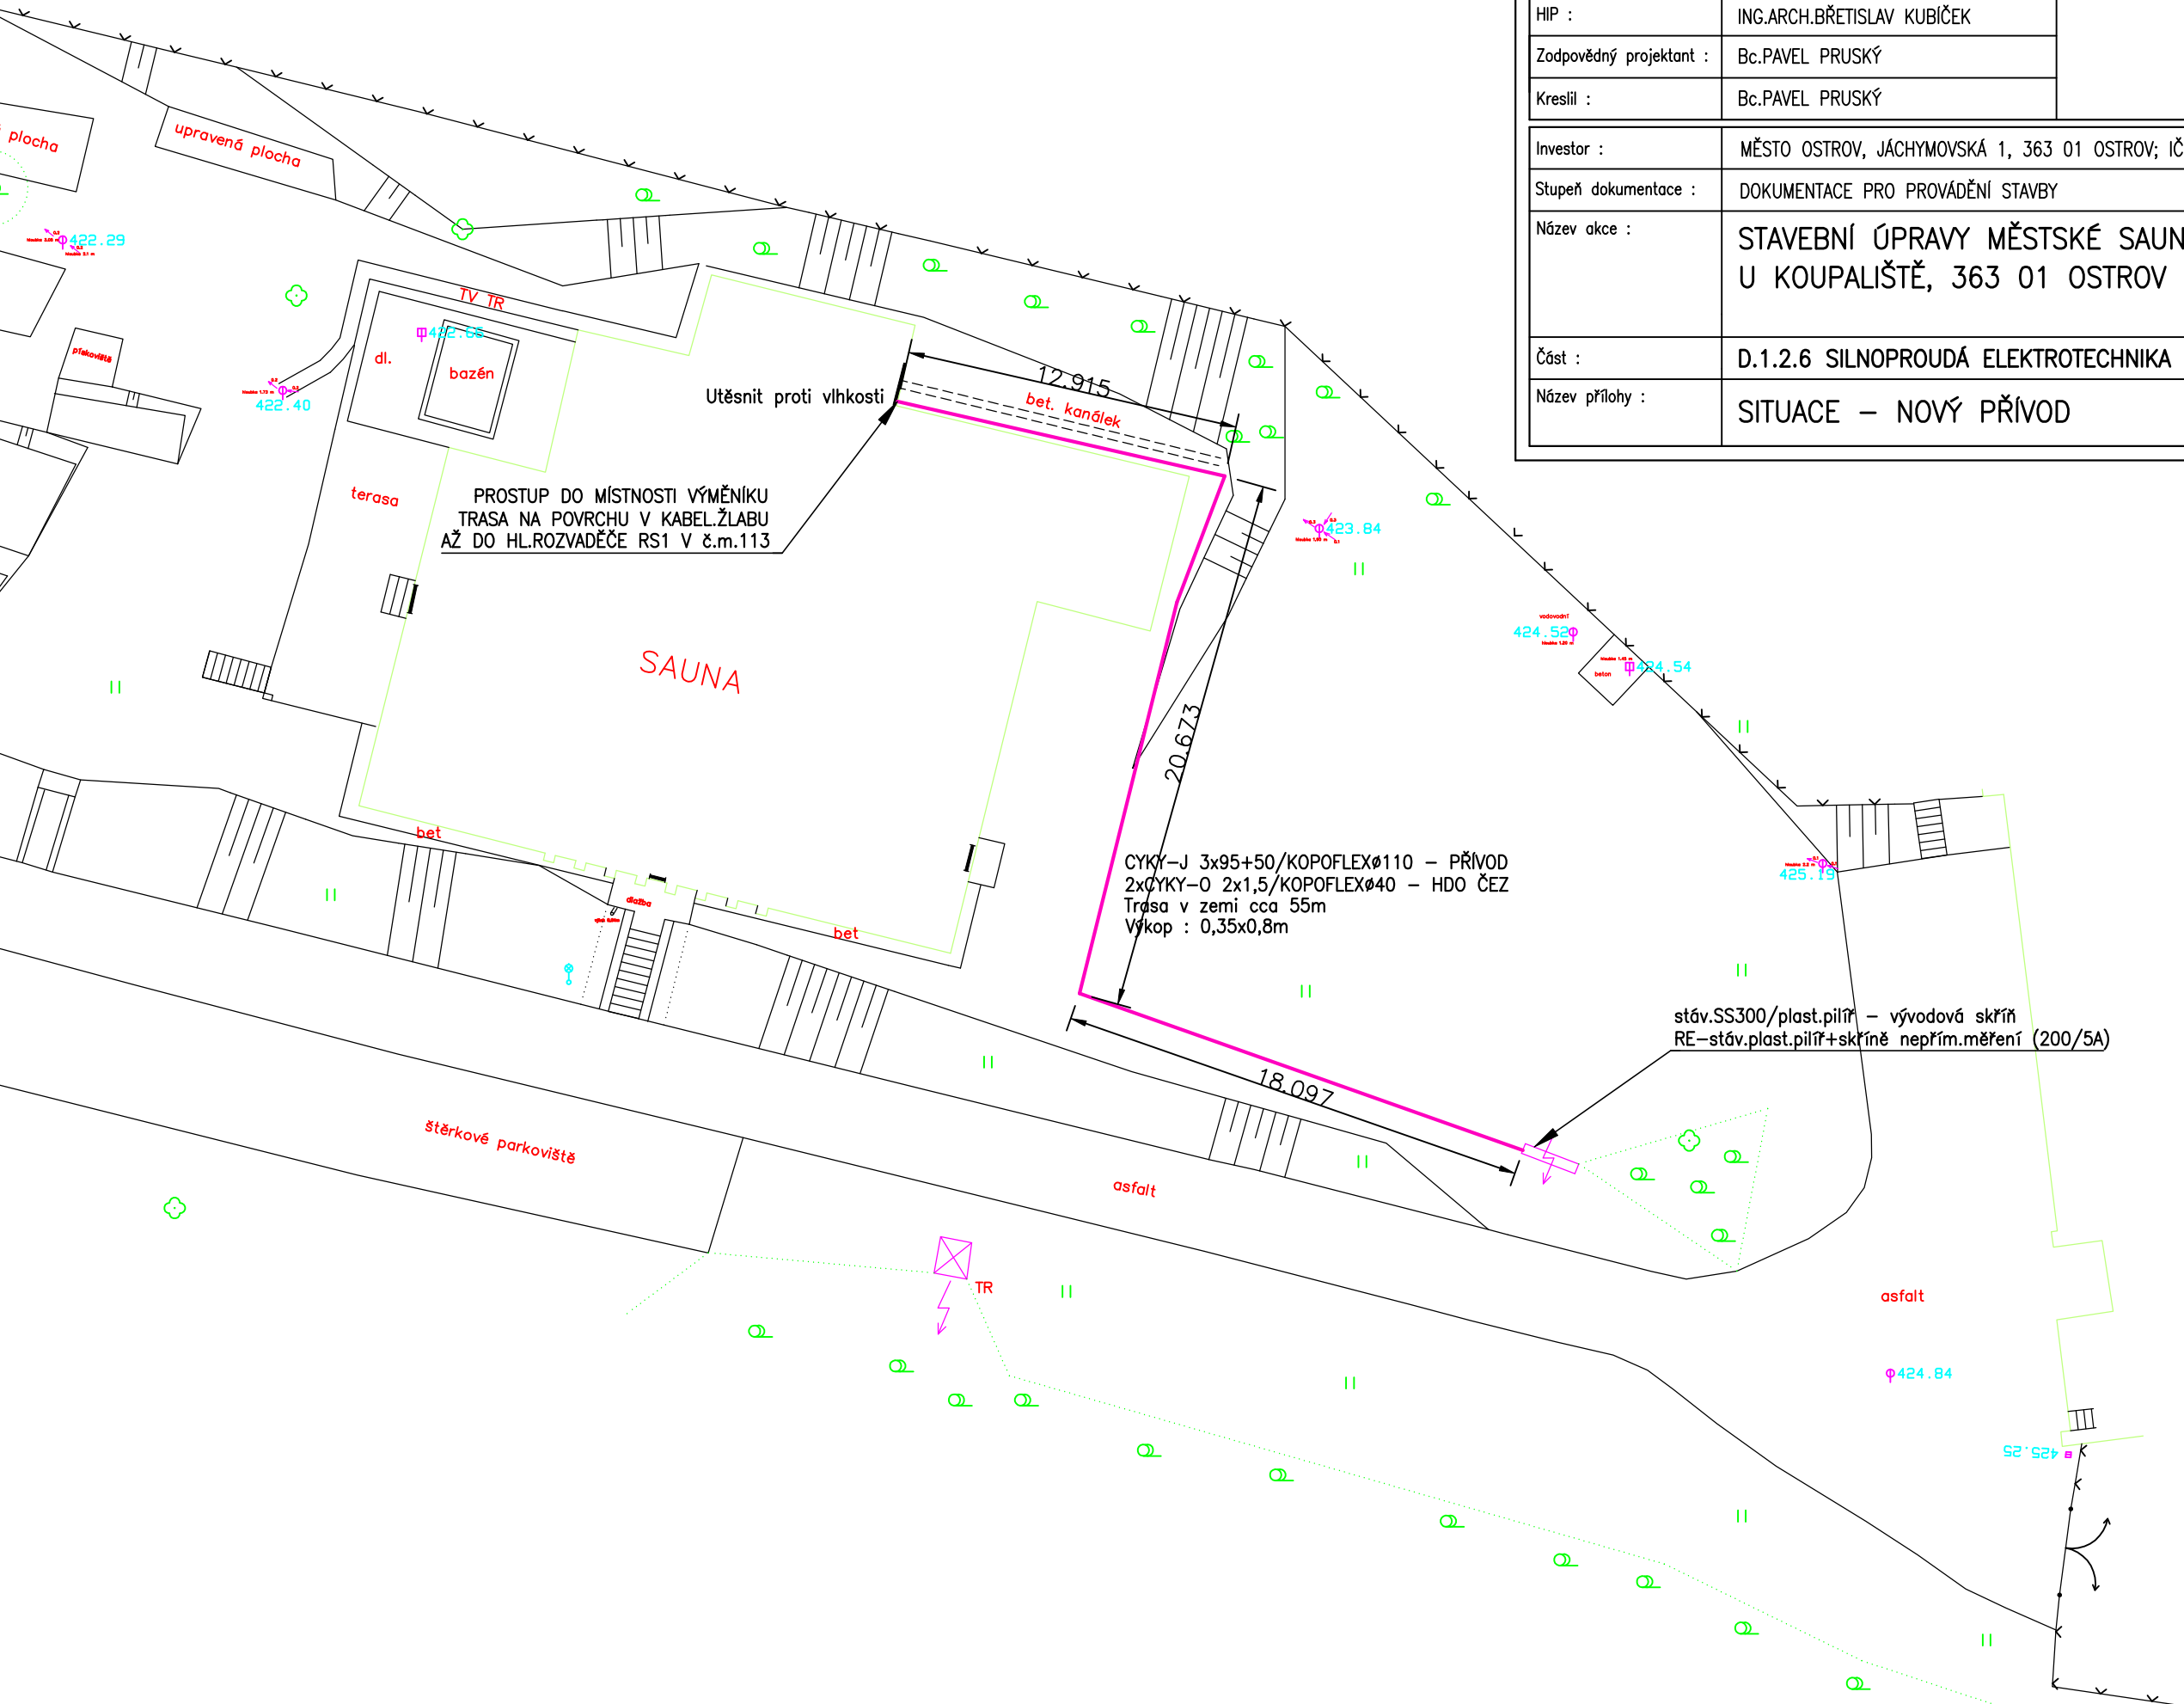 HIP :
ING.ARCH.BŘETISLAV KUBÍČEK
Zodpovědný projektant :
Bc.PAVEL PRUSKÝ
Kreslil :
Bc.PAVEL PRUSKÝ
Investor :
MĚSTO OSTROV, JÁCHYMOVSKÁ 1, 363 01 OSTROV; IČ
Stupeň dokumentace :
DOKUMENTACE PRO PROVÁDĚNÍ STAVBY
Název akce :
STAVEBNÍ ÚPRAVY MĚSTSKÉ SAUN
U KOUPALIŠTĚ, 363 01 OSTROV
Část :
D.1.2.6 SILNOPROUDÁ ELEKTROTECHNIKA
Název přílohy :
SITUACE – NOVÝ PŘÍVOD
plocha
upravená plocha
422.29
TV TR
422.66
dl.
bazén
pískoviště
422.40
Utěsnit proti vlhkosti
12.915
bet. kanálek
terasa
PROSTUP DO MÍSTNOSTI VÝMĚNÍKU
TRASA NA POVRCHU V KABEL.ŽLABU
AŽ DO HL.ROZVADĚČE RS1 V č.m.113
423.84
vodovodní
424.52
424.54
beton
SAUNA
20.673
bet
dlažba
bet
CYKY–J 3x95+50/KOPOFLEXø110 – PŘÍVOD
2xCYKY–O 2x1,5/KOPOFLEXø40 – HDO ČEZ
Trasa v zemi cca 55m
Výkop : 0,35x0,8m
425.19
stáv.SS300/plast.pilíř – vývodová skříň
RE–stáv.plast.pilíř+skříně nepřím.měření (200/5A)
18.097
štěrkové parkoviště
asfalt
TR
asfalt
424.84
425.25